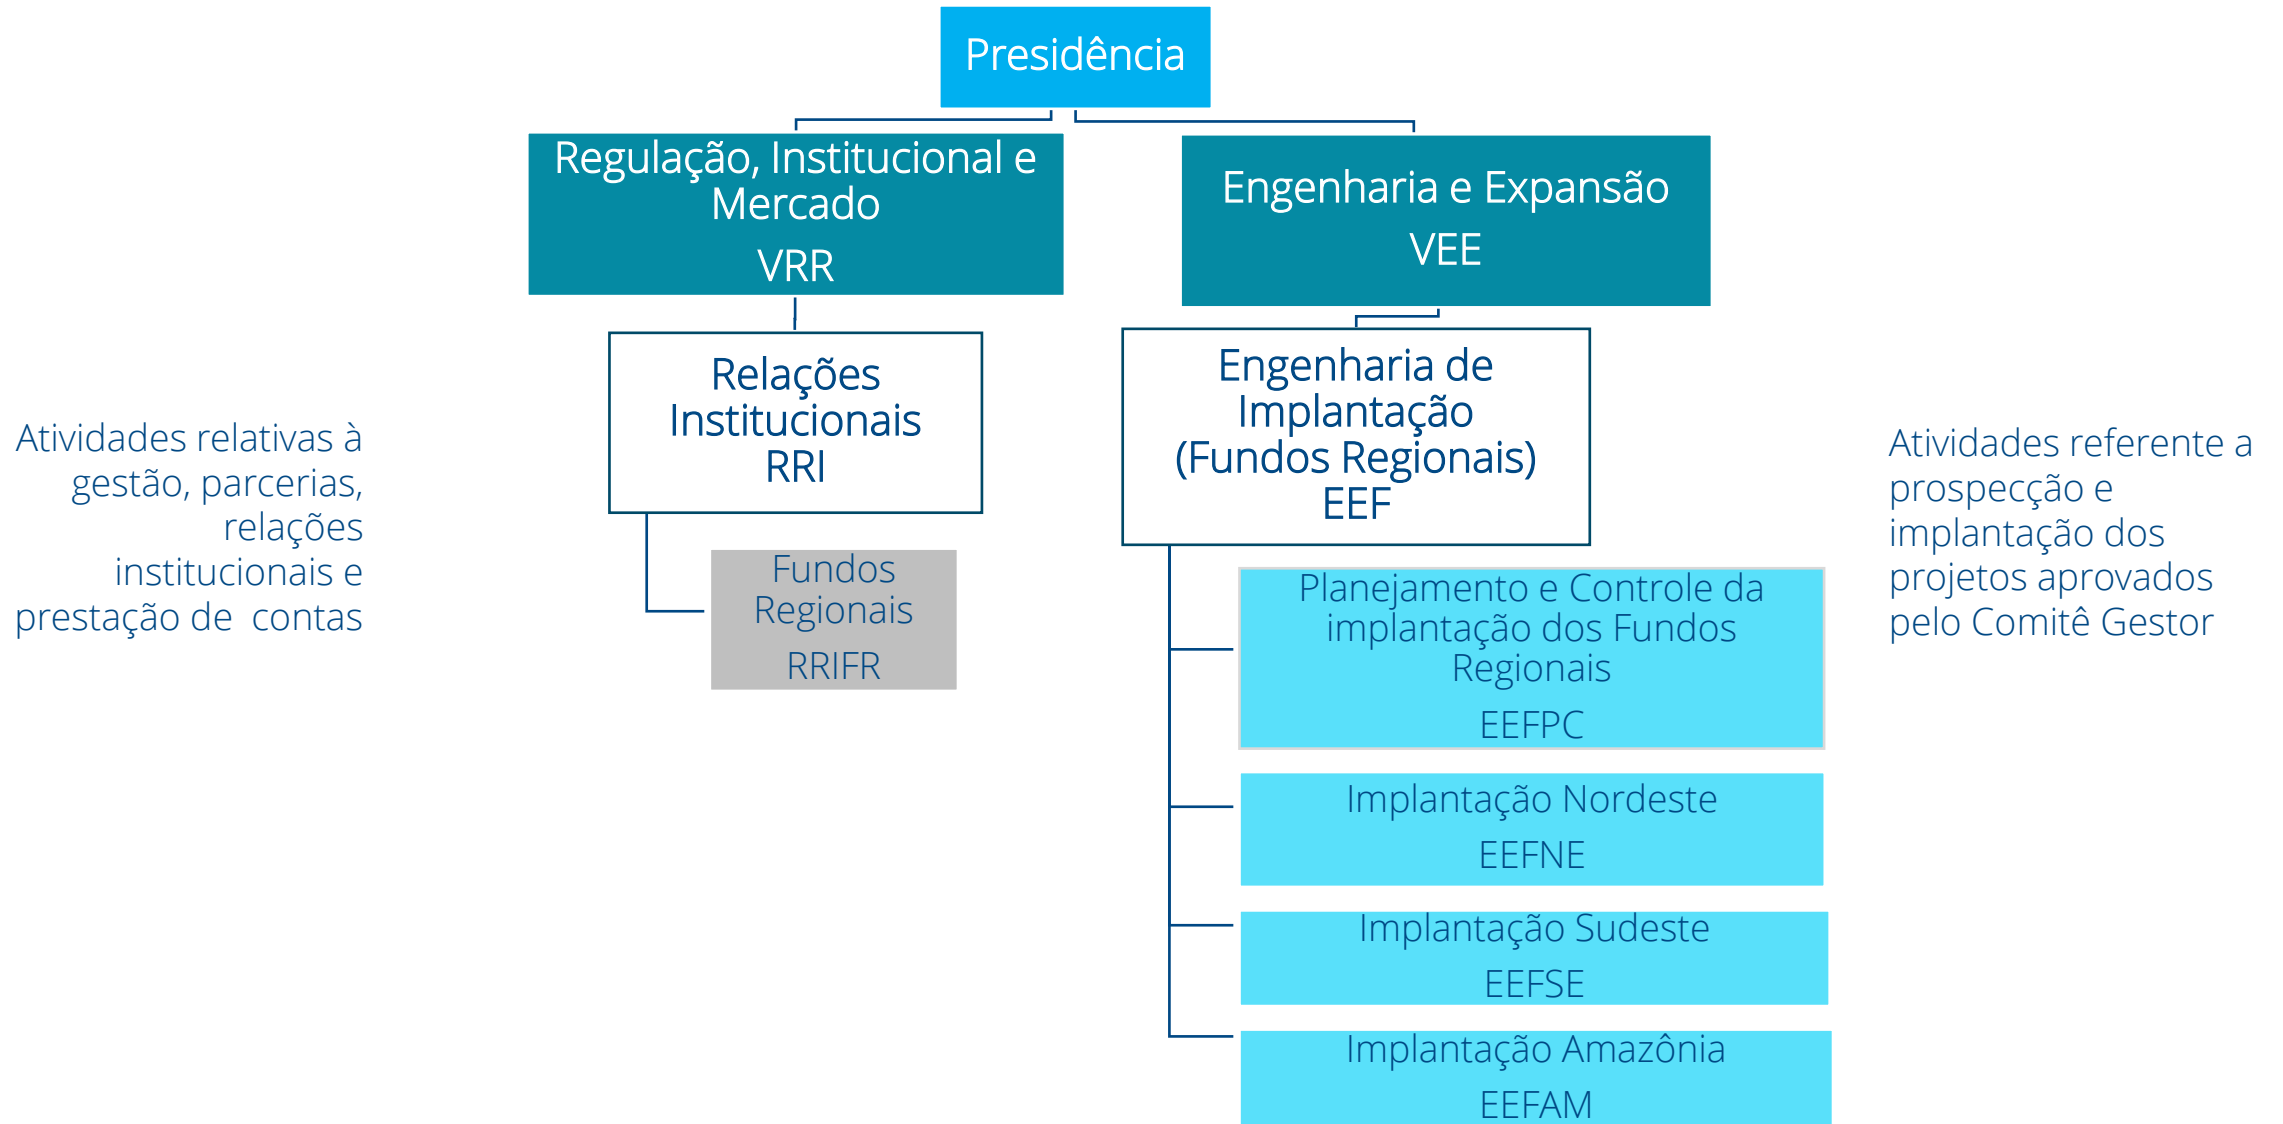 Presidência
Regulação, Institucional e
Mercado
VRR
Engenharia e Expansão
VEE
Relações
Institucionais
RRI
Engenharia de
Implantação
(Fundos Regionais)
EEF
Atividades relativas à
gestão, parcerias,
relações
institucionais e
prestação de  contas
Fundos
Regionais
RRIFR
Planejamento e Controle da
implantação dos Fundos
Regionais
EEFPC
Implantação Nordeste
EEFNE
Implantação Sudeste
EEFSE
Implantação Amazônia
EEFAM
Atividades referente a
prospecção e
implantação dos
projetos aprovados
pelo Comitê Gestor